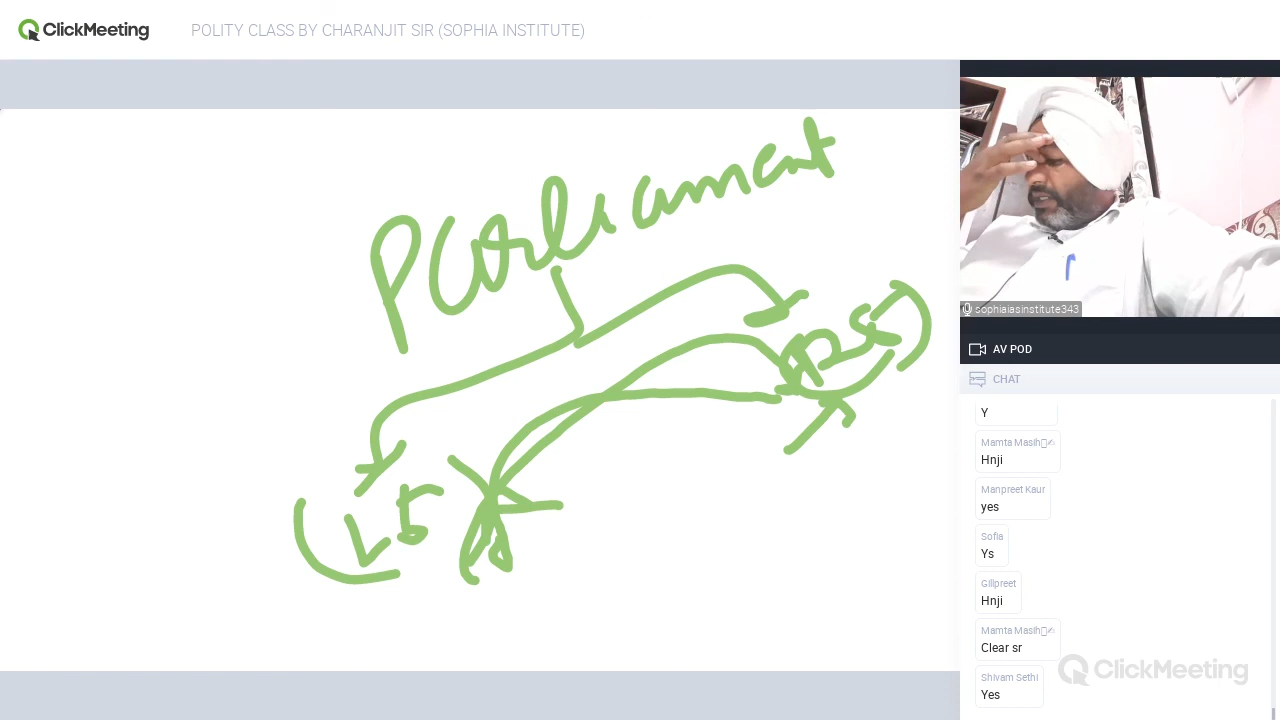 ClickMeeting
POLITY CLASS BY CHARANJIT SIR (SOPHIA INSTITUTE)
Parliament
LS
RS
sophiaiasinstitute343
AV POD
CHAT
Y
Mamta Masih
Hnji
Manpreet Kaur
yes
Sofia
Ys
Gillpreet
Hnji
Mamta Masih
Clear sr
Shivam Sethi
Yes
ClickMeeting